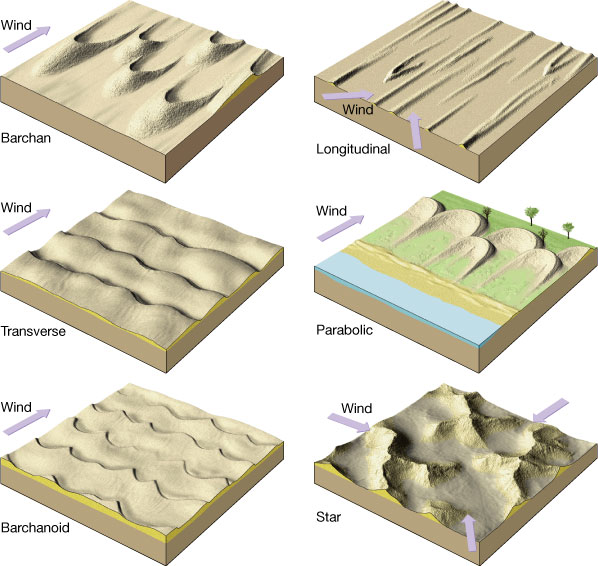 Wind
Barchan
Wind
Longitudinal
Wind
Transverse
Wind
Parabolic
Wind
Barchanoid
Wind
Star